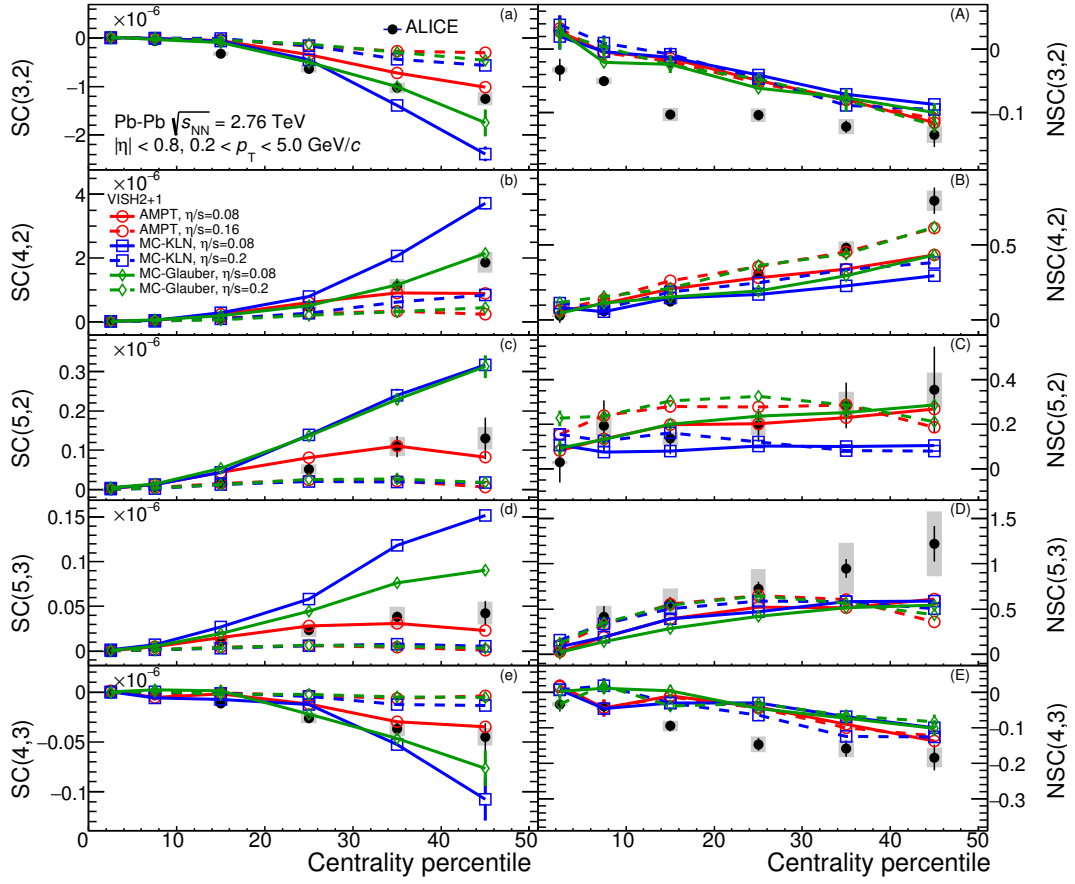 ×10⁻⁶
ALICE
(a)
(A)
SC(3,2)
0
−1
−2
Pb-Pb √sNN = 2.76 TeV
|η| < 0.8, 0.2 < pT < 5.0 GeV/c
0
−0.1
NSC(3,2)
×10⁻⁶
(b)
(B)
SC(4,2)
4
2
0
VISH2+1
AMPT, η/s=0.08
AMPT, η/s=0.16
MC-KLN, η/s=0.08
MC-KLN, η/s=0.2
MC-Glauber, η/s=0.08
MC-Glauber, η/s=0.2
0.5
0
NSC(4,2)
×10⁻⁶
(c)
(C)
SC(5,2)
0.3
0.2
0.1
0
0.4
0.2
0
NSC(5,2)
×10⁻⁶
(d)
(D)
SC(5,3)
0.15
0.1
0.05
0
1.5
1
0.5
0
NSC(5,3)
×10⁻⁶
(e)
(E)
SC(4,3)
0
−0.05
−0.1
0
−0.1
−0.2
−0.3
NSC(4,3)
0 10 20 30 40 50
10 20 30 40 50
Centrality percentile
Centrality percentile